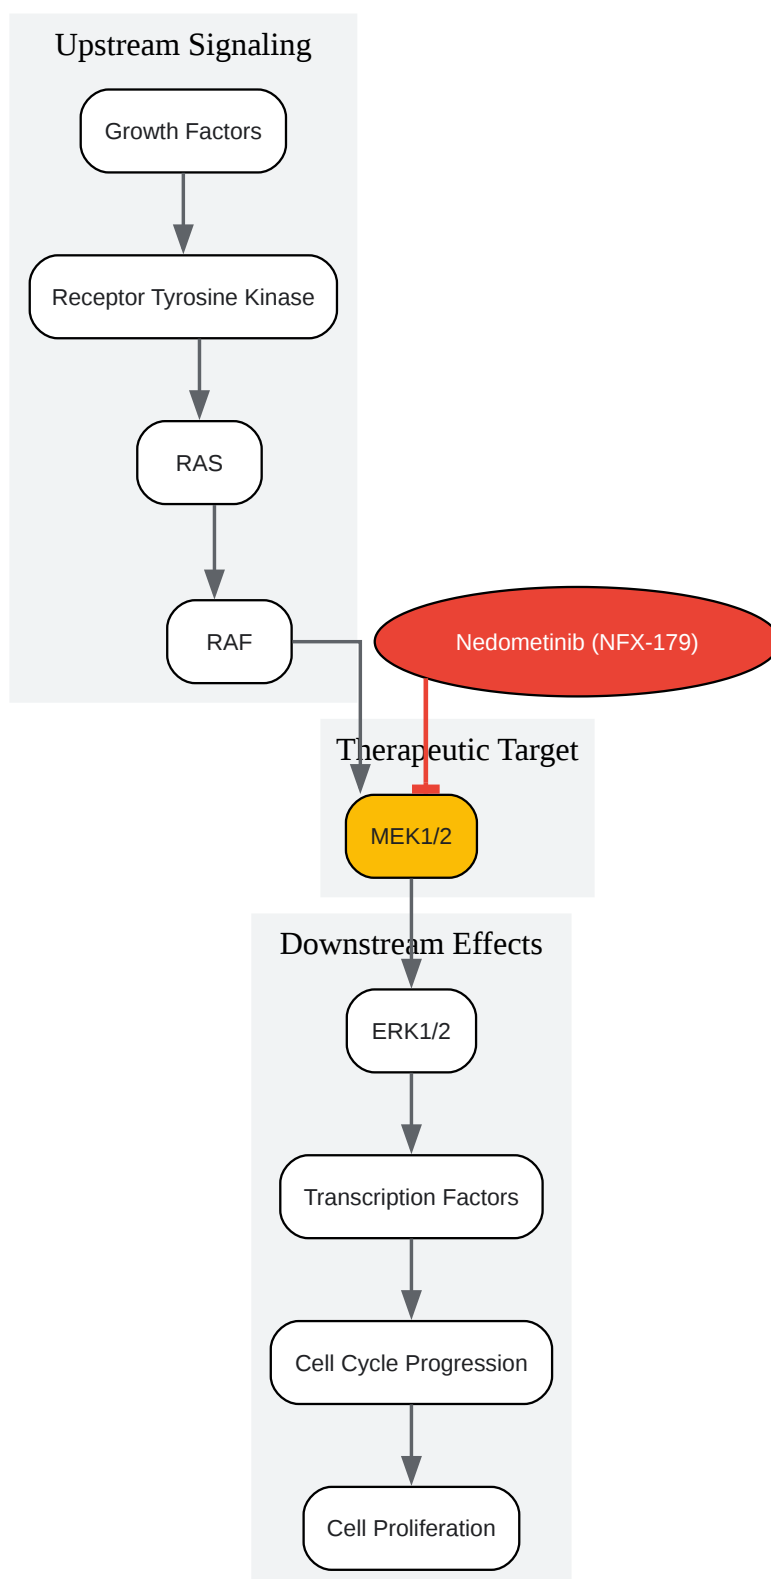 Upstream Signaling
Growth Factors
Receptor Tyrosine Kinase
RAS
RAF
Nedometinib (NFX-179)
Therapeutic Target
MEK1/2
Downstream Effects
ERK1/2
Transcription Factors
Cell Cycle Progression
Cell Proliferation